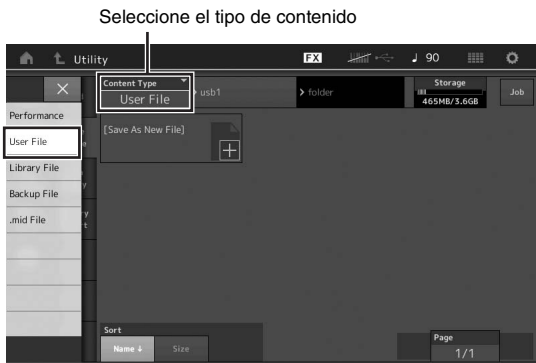 Seleccione el tipo de contenido
Utility
FX
90
Content Type
User File
usb1
> folder
Storage
465MB/3.6GB
Job
Performance
User File
Library File
Backup File
.mid File
[Save As New File]
Sort
Name ↓
Size
Page
1/1